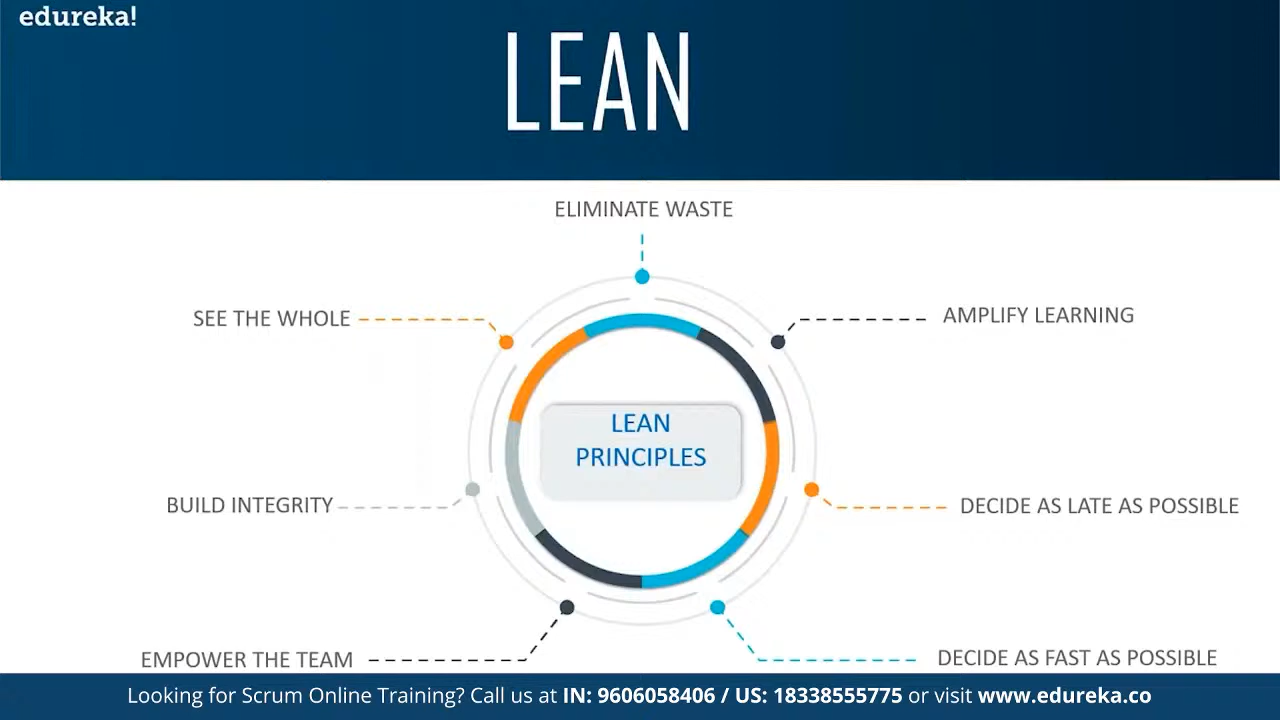 edureka!
LEAN
ELIMINATE WASTE
SEE THE WHOLE
AMPLIFY LEARNING
LEAN
PRINCIPLES
BUILD INTEGRITY
DECIDE AS LATE AS POSSIBLE
EMPOWER THE TEAM
DECIDE AS FAST AS POSSIBLE
Looking for Scrum Online Training? Call us at IN: 9606058406 / US: 18338555775 or visit www.edureka.co